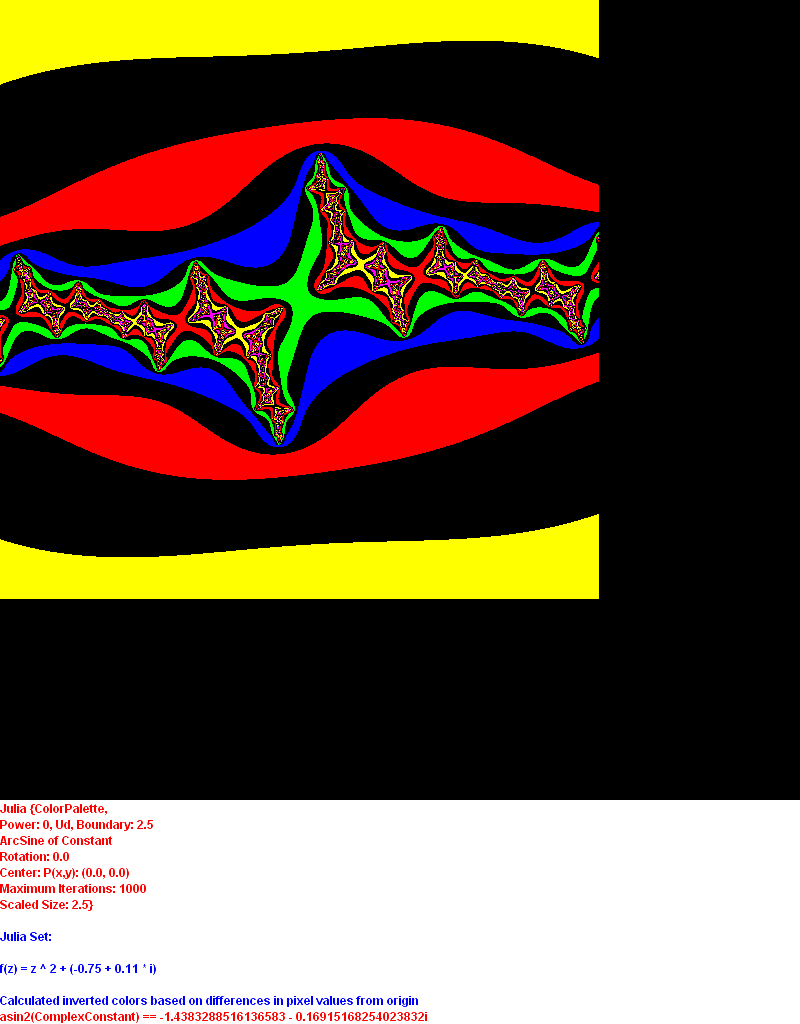 Julia {ColorPalette,
Power: 0, Ud, Boundary: 2.5
ArcSine of Constant
Rotation: 0.0
Center: P(x,y): (0.0, 0.0)
Maximum Iterations: 1000
Scaled Size: 2.5}
Julia Set:
f(z) = z ^ 2 + (-0.75 + 0.11 * i)
Calculated inverted colors based on differences in pixel values from origin
asin2(ComplexConstant) == -1.4383288516136583 - 0.16915168254023832i